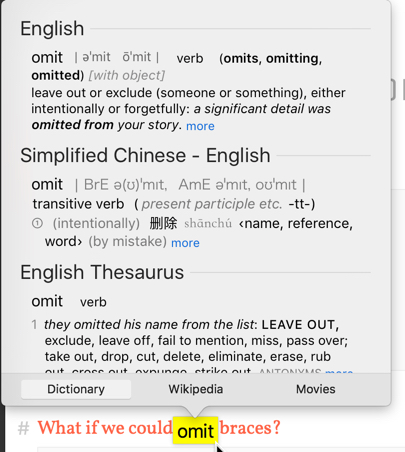 English
omit | ə'mit ō'mit | verb (omits, omitting,
omitted) [with object]
leave out or exclude (someone or something), either
intentionally or forgetfully: a significant detail was
omitted from your story. more
Simplified Chinese - English
omit | BrE ə(ʊ)ˈmɪt, AmE əˈmɪt, oʊˈmɪt |
transitive verb ( present participle etc. -tt-)
① (intentionally) 删除 shānchú ‹name, reference,
word› (by mistake) more
English Thesaurus
omit verb
1 they omitted his name from the list: LEAVE OUT,
exclude, leave off, fail to mention, miss, pass over;
take out, drop, cut, delete, eliminate, erase, rub
out, cross out, expunge, strike out. ANTONYMS more
Dictionary Wikipedia Movies
# What if we could omit braces?